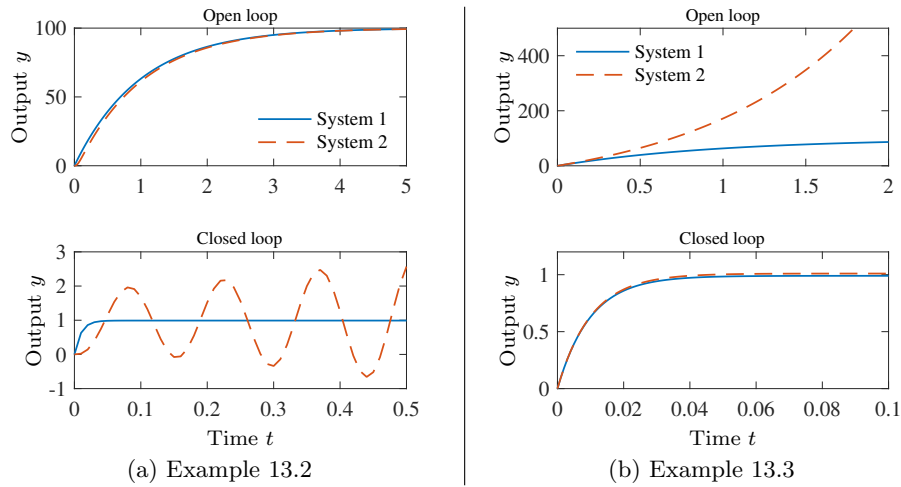 Open loop
100
50
0
Output y
System 1
System 2
0 1 2 3 4 5
Closed loop
3
2
1
0
-1
Output y
0 0.1 0.2 0.3 0.4 0.5
Time t
(a) Example 13.2
Open loop
400
200
0
Output y
System 1
System 2
0 0.5 1 1.5 2
Closed loop
1
0.5
0
Output y
0 0.02 0.04 0.06 0.08 0.1
Time t
(b) Example 13.3